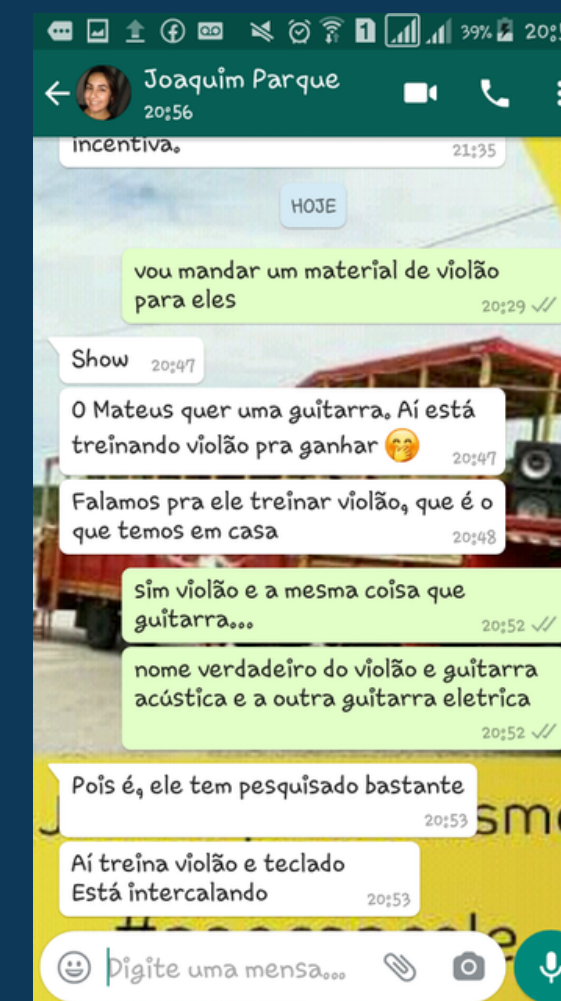 39% 20:5
Joaquim Parque
20:56
incentiva.
21:35
HOJE
vou mandar um material de violão
para eles
20:29
Show 20:47
O Mateus quer uma guitarra. Aí está
treinando violão pra ganhar 🤭
20:47
Falamos pra ele treinar violão, que é o
que temos em casa
20:48
sim violão e a mesma coisa que
guitarra...
20:52
nome verdadeiro do violão e guitarra
acústica e a outra guitarra eletrica
20:52
Pois é, ele tem pesquisado bastante
20:53
Aí treina violão e teclado
Está intercalando 20:53
Digite uma mensa...